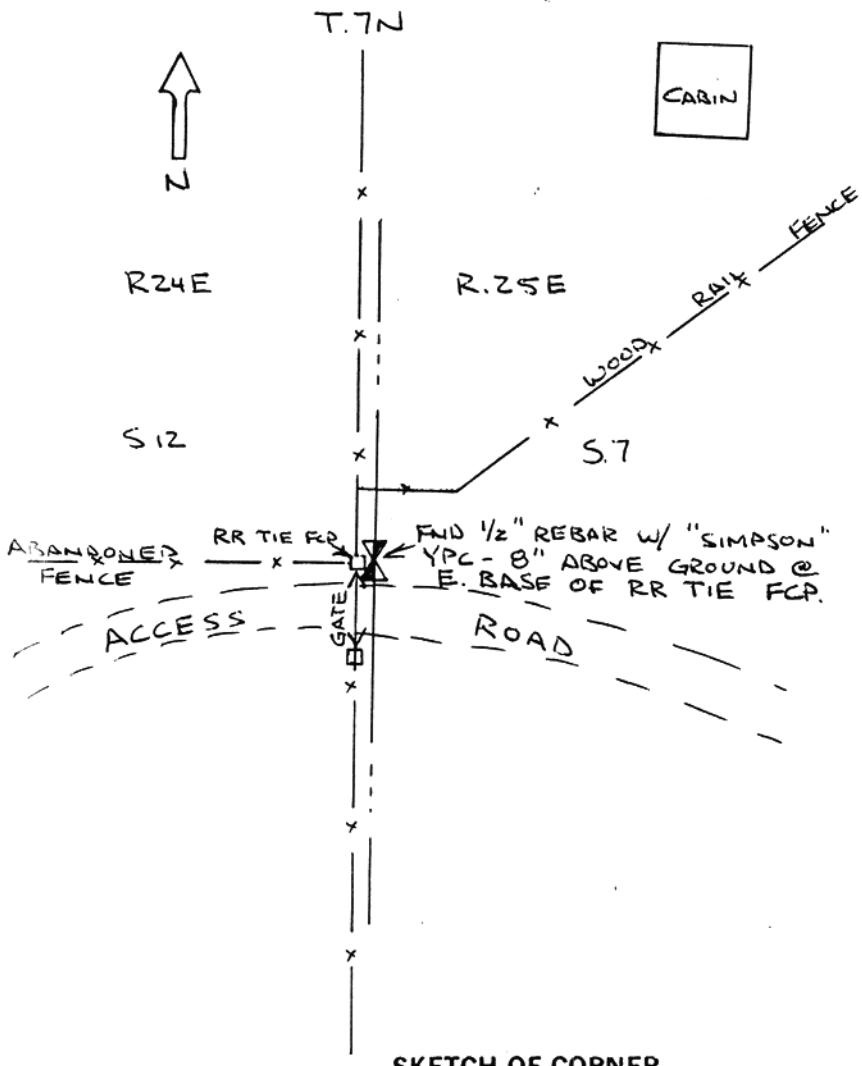 T.7N
CABIN
N
R24E
R.25E
WOOD RAIL FENCE
S12
S.7
ABANDONED
FENCE
RR TIE FCP
FND 1/2" REBAR W/ "SIMPSON"
YPC - 8" ABOVE GROUND @
E. BASE OF RR TIE FCP.
GATE
ACCESS ROAD
SKETCH OF CORNER